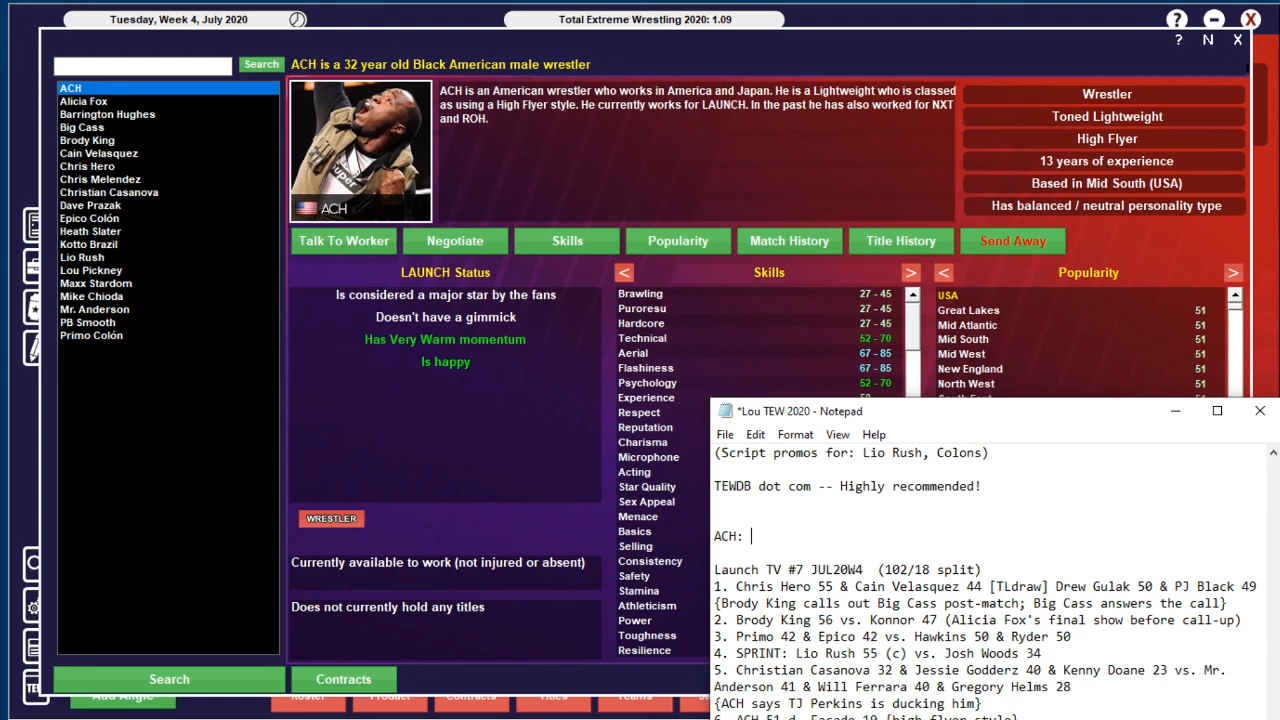 Tuesday, Week 4, July 2020
Total Extreme Wrestling 2020: 1.09
? − X
? N X
Search
ACH is a 32 year old Black American male wrestler
ACH
Alicia Fox
Barrington Hughes
Big Cass
Brody King
Cain Velasquez
Chris Hero
Chris Melendez
Christian Casanova
Dave Prazak
Epico Colón
Heath Slater
Kotto Brazil
Lio Rush
Lou Pickney
Maxx Stardom
Mike Chioda
Mr. Anderson
PB Smooth
Primo Colón
ACH
ACH is an American wrestler who works in America and Japan. He is a Lightweight who is classed
as using a High Flyer style. He currently works for LAUNCH. In the past he has also worked for NXT
and ROH.
Wrestler
Toned Lightweight
High Flyer
13 years of experience
Based in Mid South (USA)
Has balanced / neutral personality type
Talk To Worker
Negotiate
Skills
Popularity
Match History
Title History
Send Away
LAUNCH Status
Is considered a major star by the fans
Doesn't have a gimmick
Has Very Warm momentum
Is happy
WRESTLER
Currently available to work (not injured or absent)
Does not currently hold any titles
< Skills >
Brawling 27 - 45
Puroresu 27 - 45
Hardcore 27 - 45
Technical 52 - 70
Aerial 67 - 85
Flashiness 67 - 85
Psychology 52 - 70
Experience
Respect
Reputation
Charisma
Microphone
Acting
Star Quality
Sex Appeal
Menace
Basics
Selling
Consistency
Safety
Stamina
Athleticism
Power
Toughness
Resilience
< Popularity >
USA
Great Lakes 51
Mid Atlantic 51
Mid South 51
Mid West 51
New England 51
North West 51
*Lou TEW 2020 - Notepad
File Edit Format View Help
(Script promos for: Lio Rush, Colons)
TEWDB dot com -- Highly recommended!
ACH:
Launch TV #7 JUL20W4 (102/18 split)
1. Chris Hero 55 & Cain Velasquez 44 [TLdraw] Drew Gulak 50 & PJ Black 49
{Brody King calls out Big Cass post-match; Big Cass answers the call}
2. Brody King 56 vs. Konnor 47 (Alicia Fox's final show before call-up)
3. Primo 42 & Epico 42 vs. Hawkins 50 & Ryder 50
4. SPRINT: Lio Rush 55 (c) vs. Josh Woods 34
5. Christian Casanova 32 & Jessie Godderz 40 & Kenny Doane 23 vs. Mr.
Anderson 41 & Will Ferrara 40 & Gregory Helms 28
{ACH says TJ Perkins is ducking him}
6. ACH 51 d. Facade 19 {high flyer style}
Search
Contracts